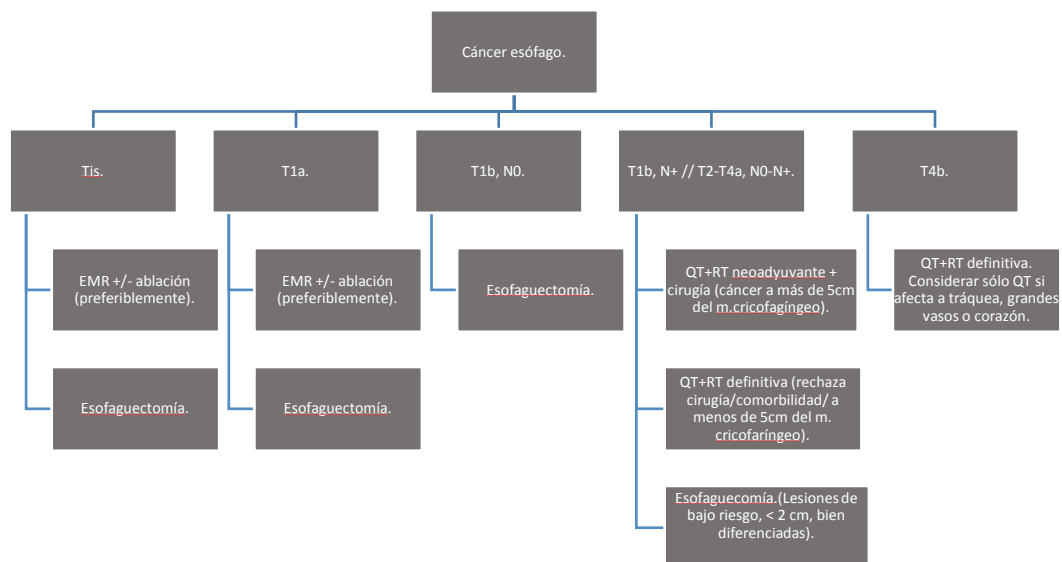 Cáncer esófago.
Tis.
T1a.
T1b, N0.
T1b, N+ // T2-T4a, N0-N+.
T4b.
EMR +/- ablación
(preferiblemente).
Esofaguectomía.
EMR +/- ablación
(preferiblemente).
Esofaguectomía.
Esofaguectomía.
QT+RT neoadyuvante +
cirugía (cáncer a más de 5cm
del m.cricofagíngeo).
QT+RT definitiva (rechaza
cirugía/comorbilidad/ a
menos de 5cm del m.
cricofaríngeo).
Esofaguecomía.(Lesiones de
bajo riesgo, < 2 cm, bien
diferenciadas).
QT+RT definitiva.
Considerar sólo QT si
afecta a tráquea, grandes
vasos o corazón.